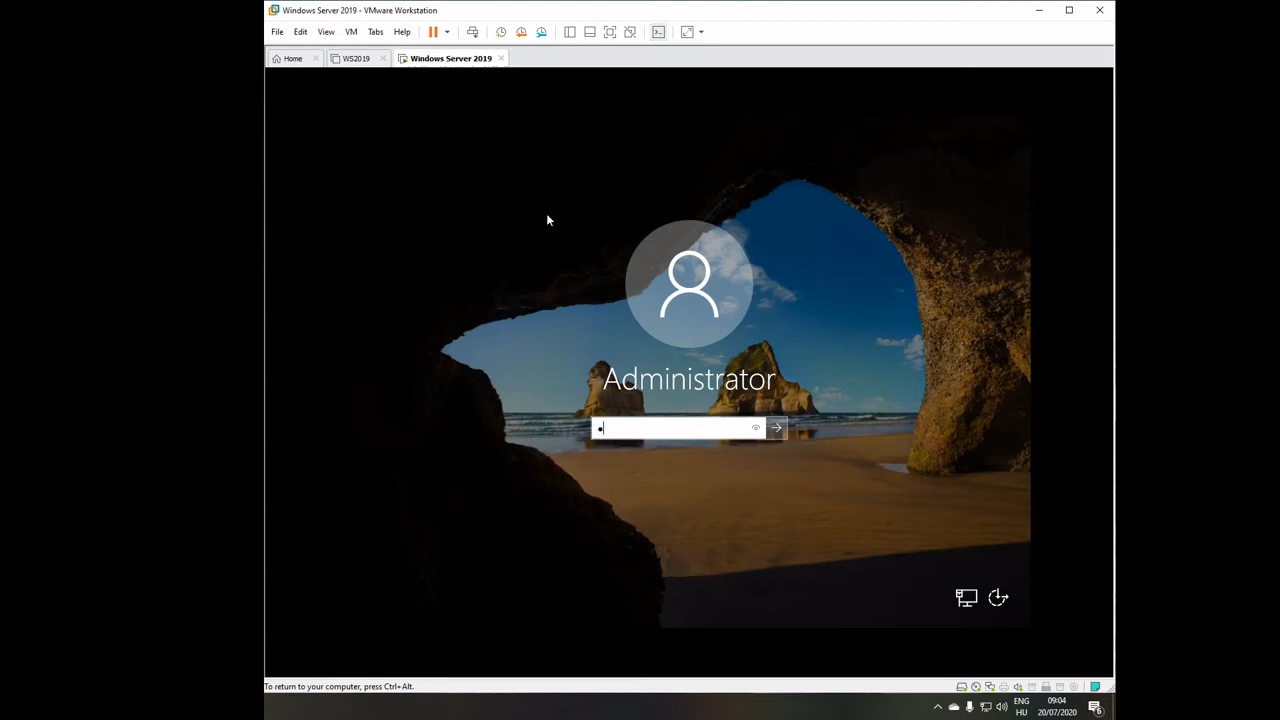 Windows Server 2019 - VMware Workstation
File Edit View VM Tabs Help
Home WS2019 Windows Server 2019
Administrator
To return to your computer, press Ctrl+Alt.
ENG 09:04
HU 20/07/2020
6